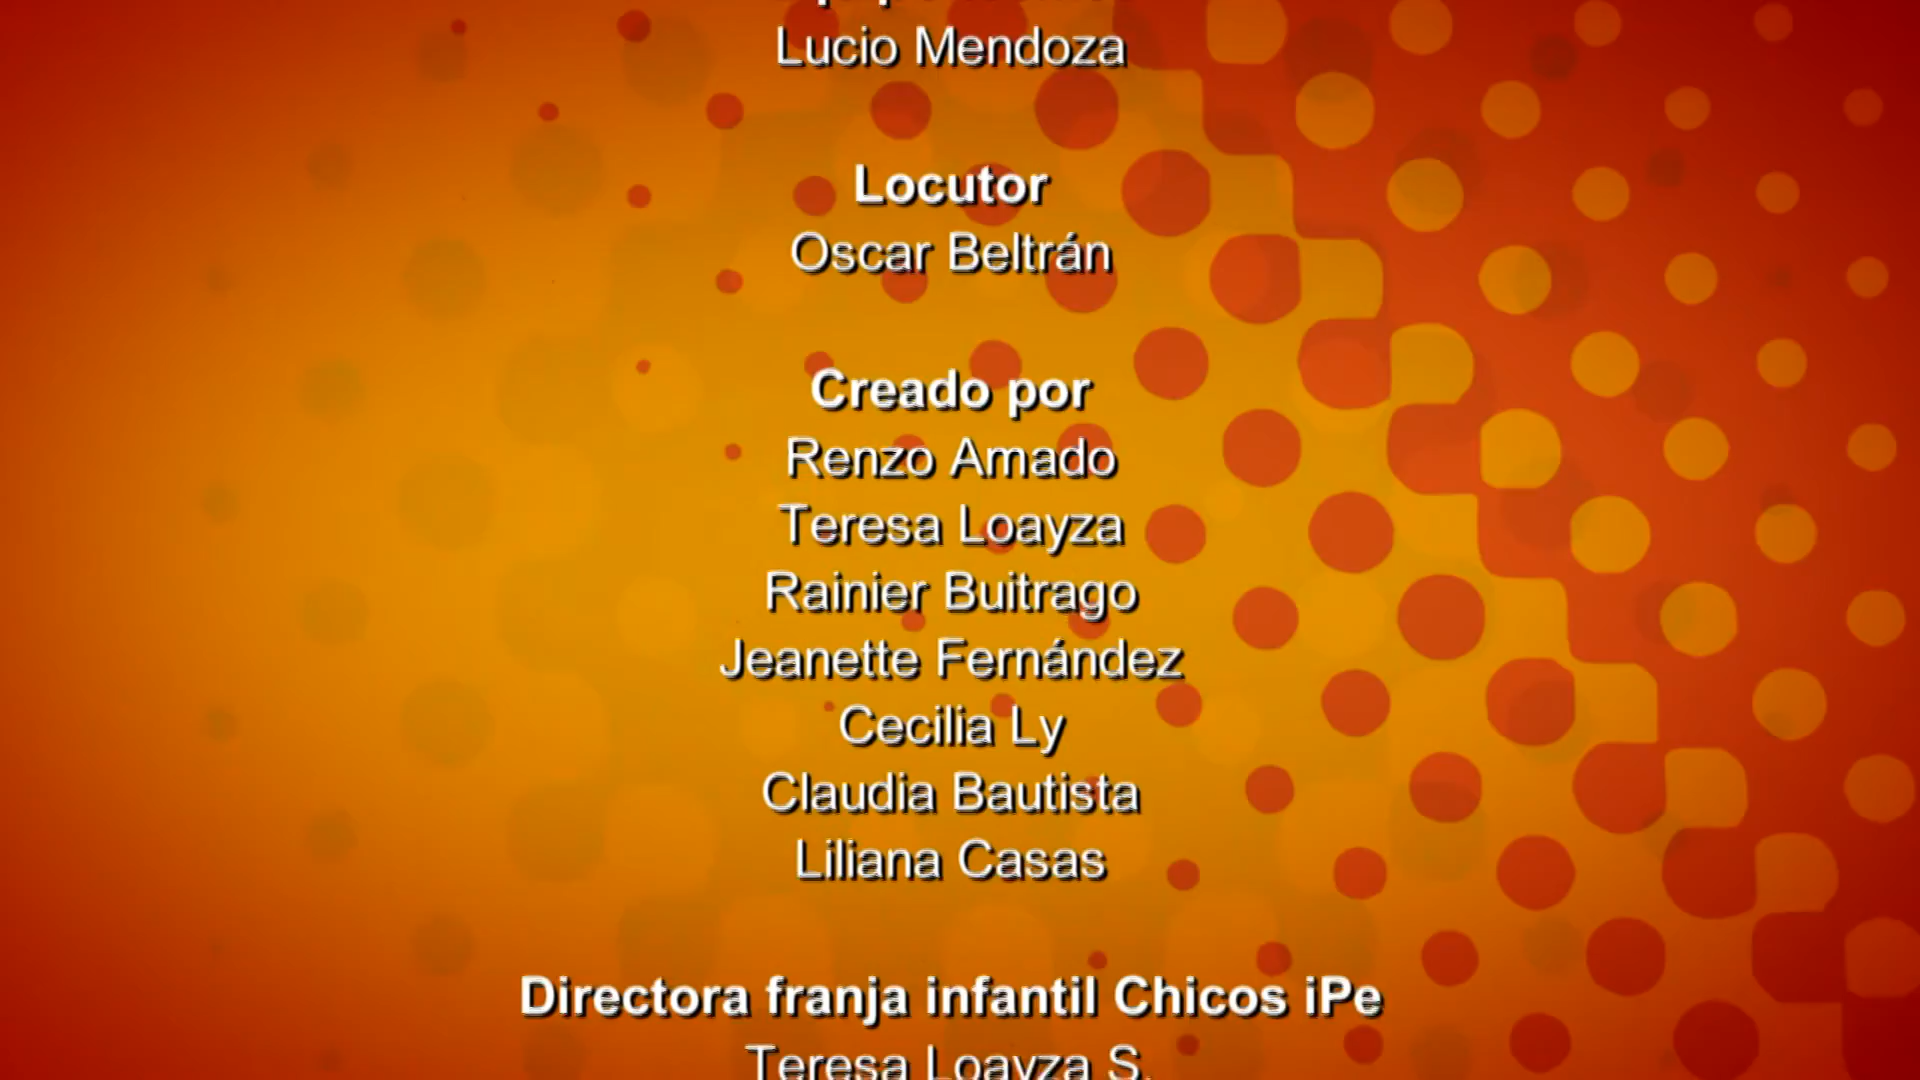 Lucio Mendoza
Locutor
Oscar Beltrán
Creado por
Renzo Amado
Teresa Loayza
Rainier Buitrago
Jeanette Fernández
Cecilia Ly
Claudia Bautista
Liliana Casas
Directora franja infantil Chicos iPe
Teresa Loayza S.